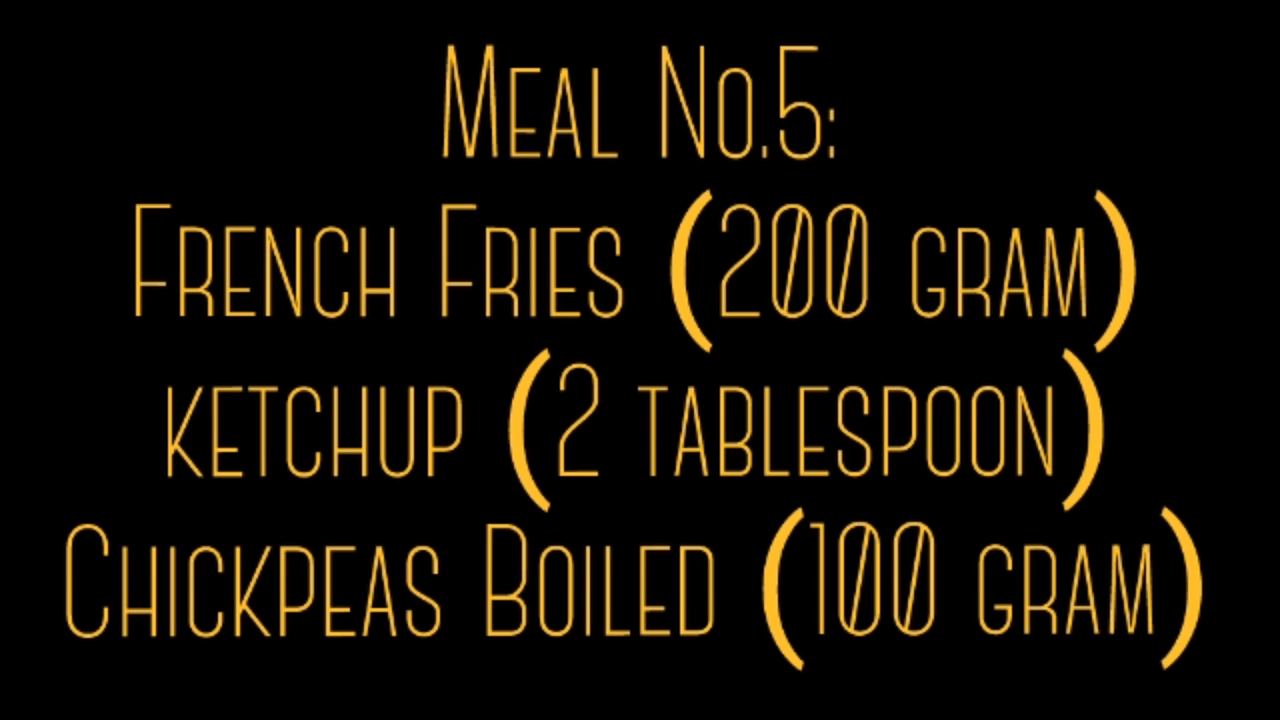 Meal No.5:
French Fries (200 gram)
ketchup (2 tablespoon)
Chickpeas Boiled (100 gram)